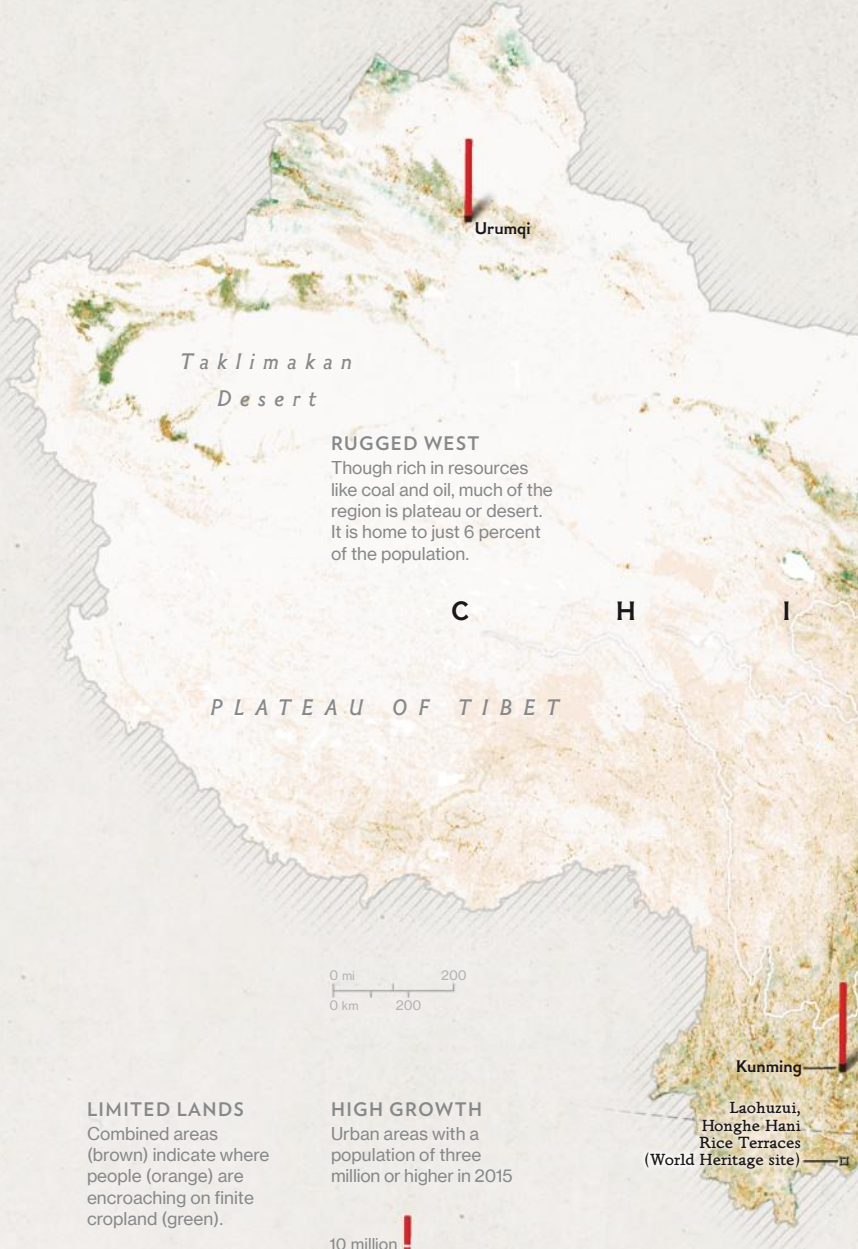 Urumqi
Taklimakan
Desert
RUGGED WEST
Though rich in resources
like coal and oil, much of the
region is plateau or desert.
It is home to just 6 percent
of the population.
C H I
PLATEAU OF TIBET
0 mi 200
0 km 200
Kunming
Laohuzui,
Honghe Hani
Rice Terraces
(World Heritage site)
LIMITED LANDS
Combined areas
(brown) indicate where
people (orange) are
encroaching on finite
cropland (green).
HIGH GROWTH
Urban areas with a
population of three
million or higher in 2015
10 million